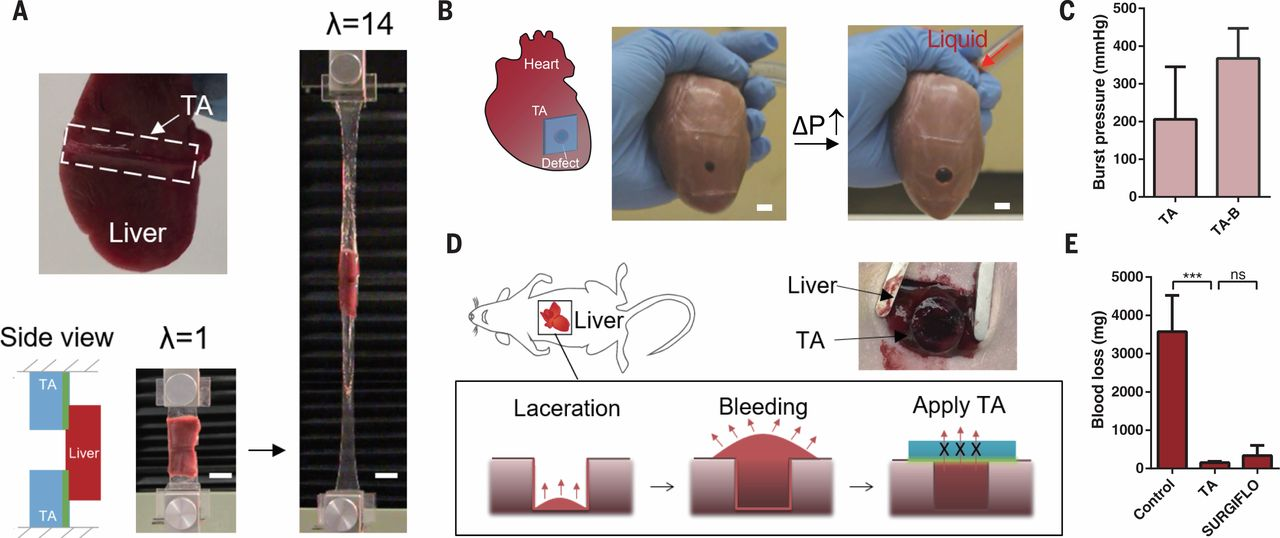 A
λ=14
TA
Liver
Side view
λ=1
TA
Liver
TA
B
Heart
TA
Defect
ΔP↑
Liquid
C
Burst pressure (mmHg)
500
400
300
200
100
0
TA
TA-B
D
Liver
Liver
TA
Laceration
Bleeding
Apply TA
X X X
E
Blood loss (mg)
5000
4000
3000
2000
1000
0
***
ns
Control
TA
SURGIFLO